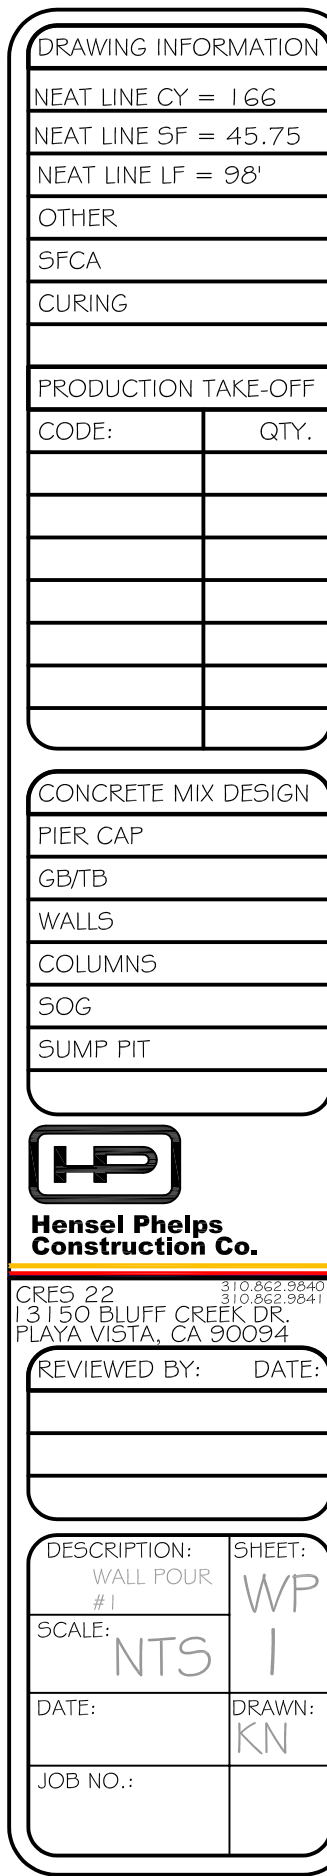 DRAWING INFORMATION
NEAT LINE CY = 166
NEAT LINE SF = 45.75
NEAT LINE LF = 98'
OTHER
SFCA
CURING
PRODUCTION TAKE-OFF
CODE: QTY.
CONCRETE MIX DESIGN
PIER CAP
GB/TB
WALLS
COLUMNS
SOG
SUMP PIT
HP
Hensel Phelps
Construction Co.
CRES 22 310.862.9840
310.862.9841
13150 BLUFF CREEK DR.
PLAYA VISTA, CA 90094
REVIEWED BY: DATE:
DESCRIPTION: SHEET:
WALL POUR
#1
WP
1
SCALE: NTS
DATE: DRAWN:
KN
JOB NO.: